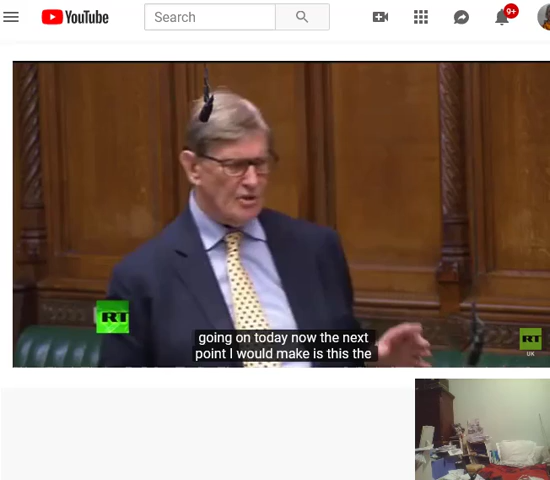 YouTube
Search
9+
RT
going on today now the next
point I would make is this the
RT
UK